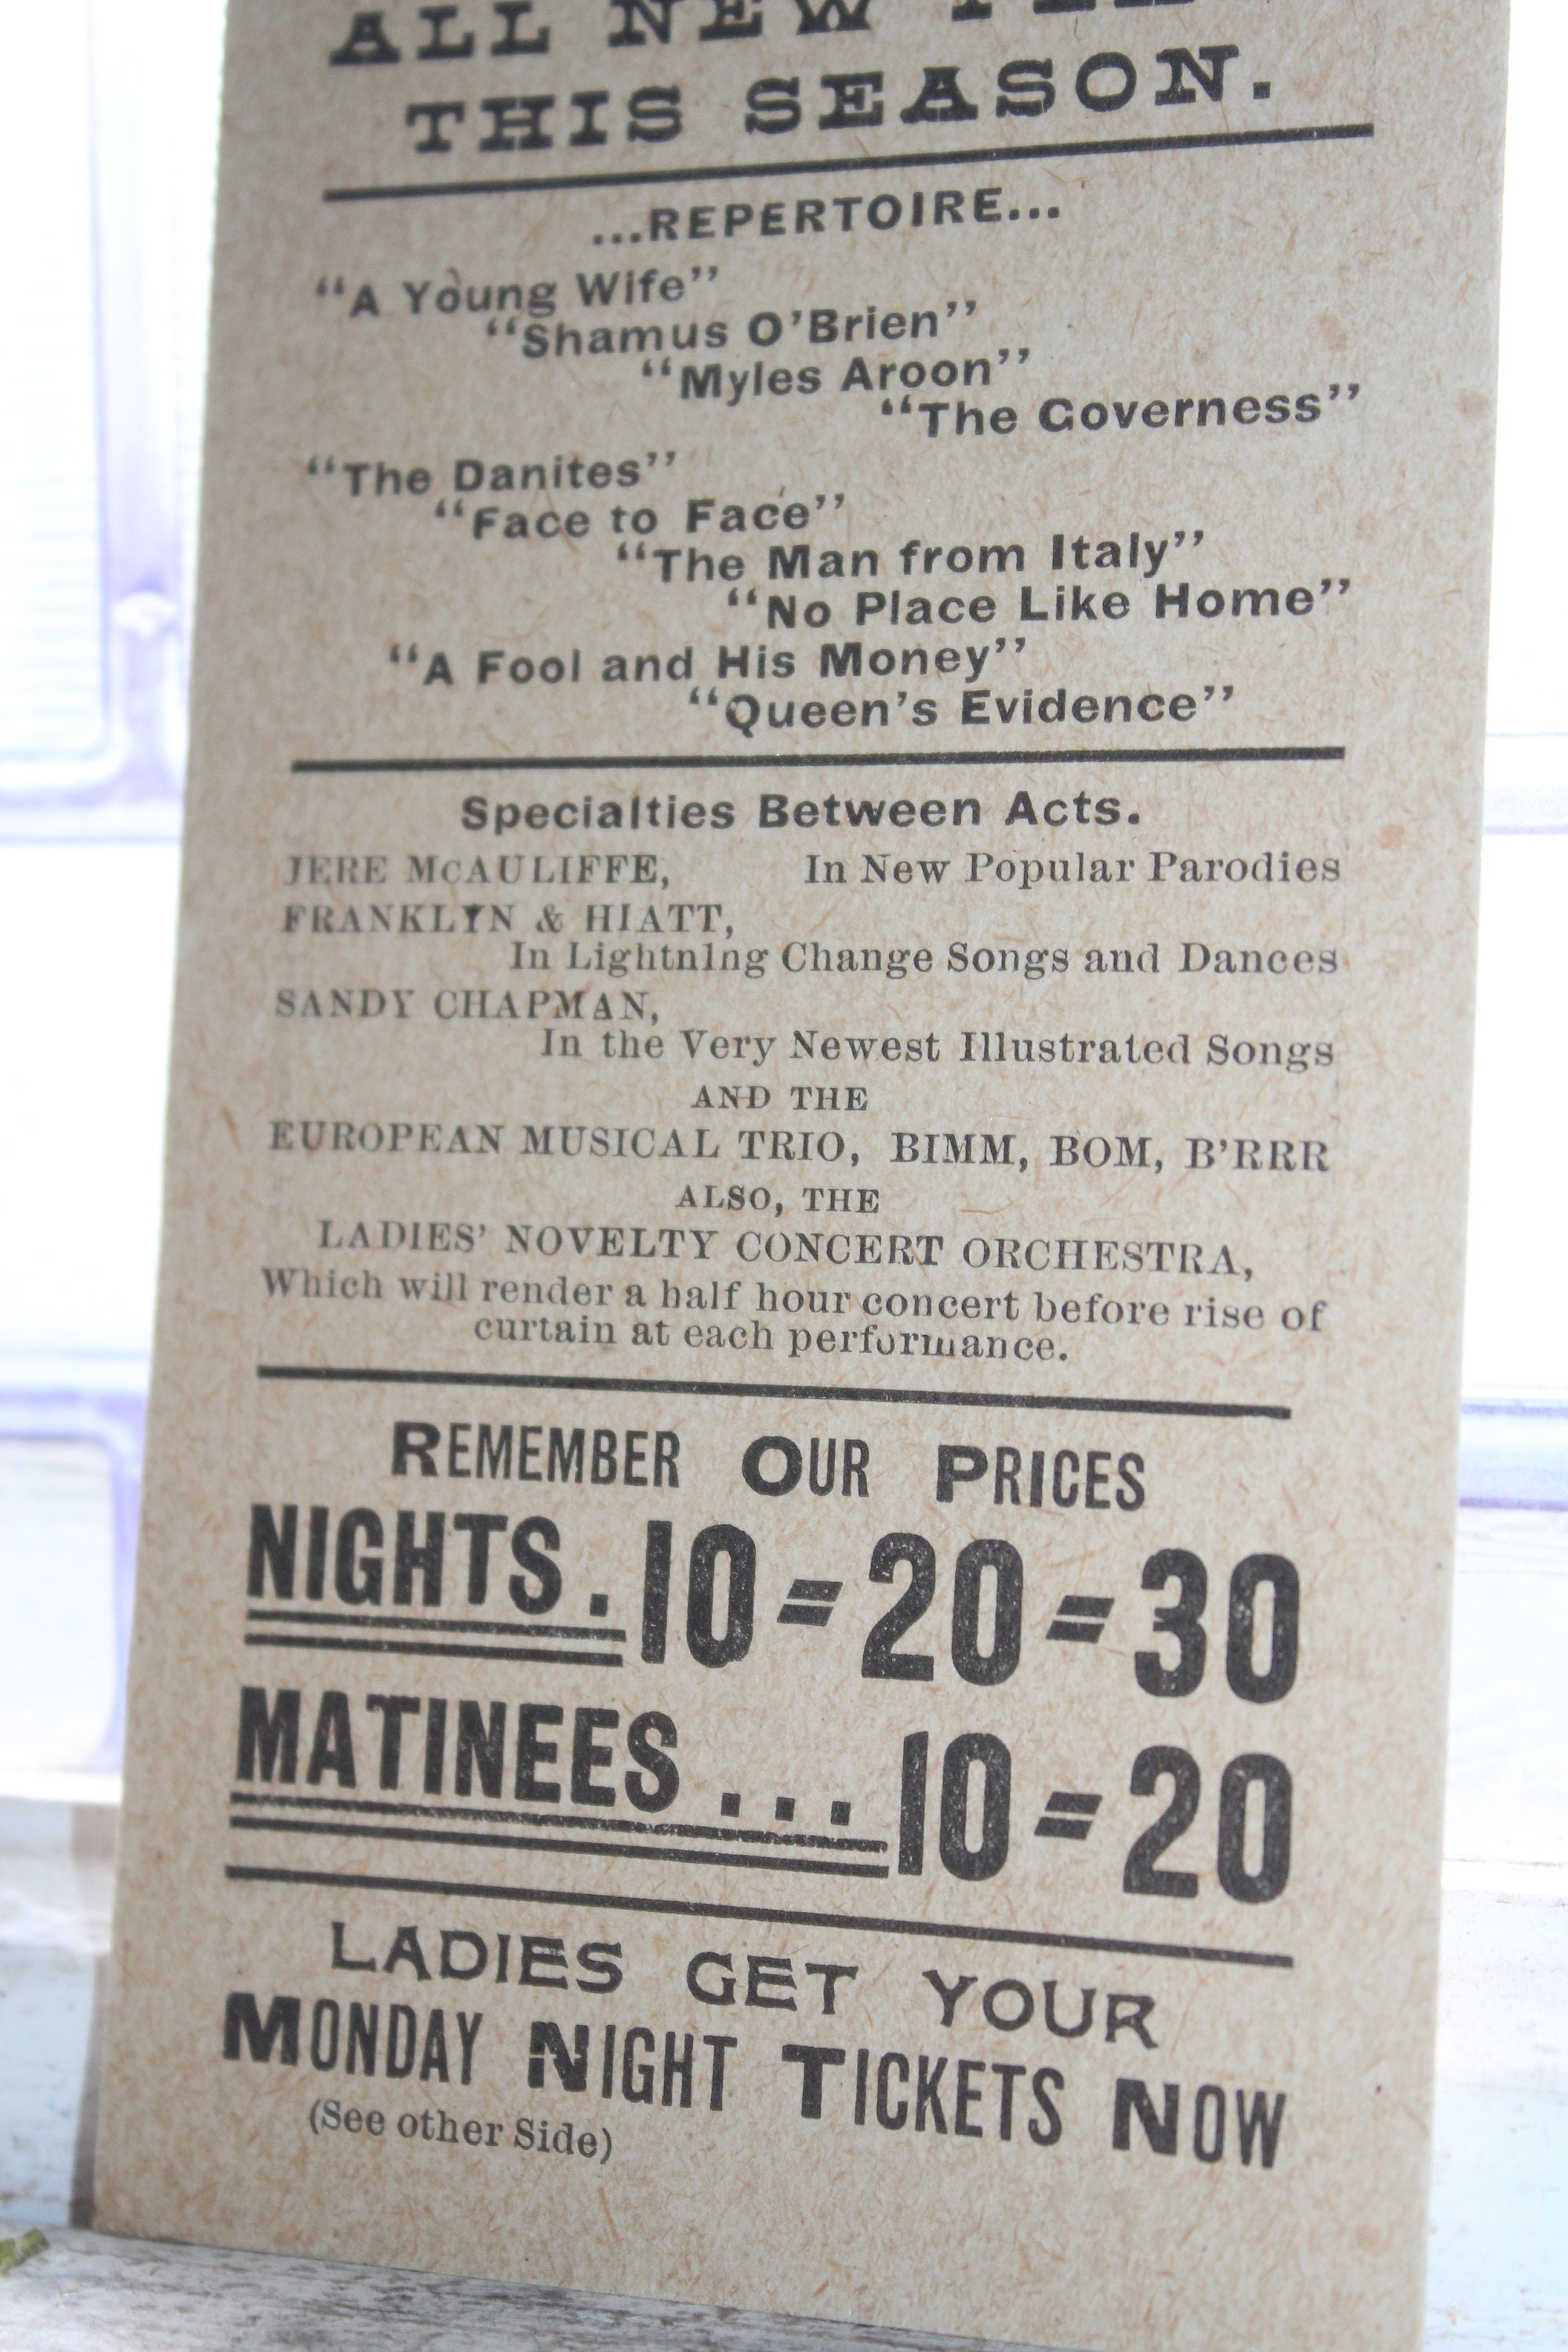 ALL NEW
THIS SEASON.
...REPERTOIRE...
“A Young Wife”
“Shamus O’Brien”
“Myles Aroon”
“The Governess”
“The Danites”
“Face to Face”
“The Man from Italy”
“No Place Like Home”
“A Fool and His Money”
“Queen’s Evidence”
Specialties Between Acts.
JERE McAULIFFE, In New Popular Parodies
FRANKLYN & HIATT,
In Lightning Change Songs and Dances
SANDY CHAPMAN,
In the Very Newest Illustrated Songs
AND THE
EUROPEAN MUSICAL TRIO, BIMM, BOM, B’RRR
ALSO, THE
LADIES’ NOVELTY CONCERT ORCHESTRA,
Which will render a half hour concert before rise of
curtain at each performance.
REMEMBER OUR PRICES
NIGHTS. 10=20=30
MATINEES ... 10=20
LADIES GET YOUR
MONDAY NIGHT TICKETS NOW
(See other Side)